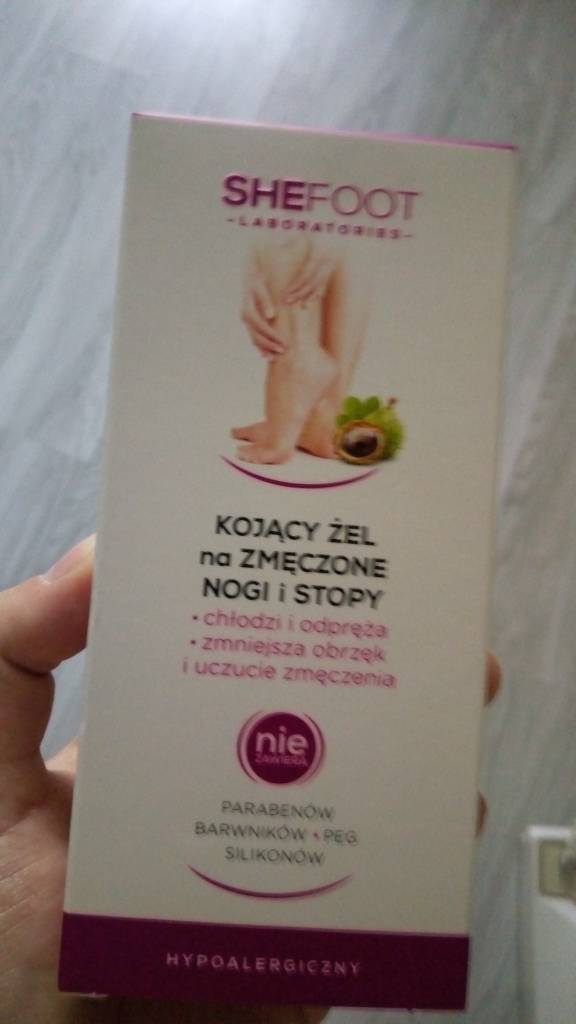 SHEFOOT
-LABORATORIES-
KOJĄCY ŻEL
na ZMĘCZONE
NOGI i STOPY
• chłodzi i odpręża
• zmniejsza obrzęk
i uczucie zmęczenia
nie
ZAWIERA
PARABENÓW
BARWNIKÓW • PEG
SILIKONÓW
HYPOALERGICZNY